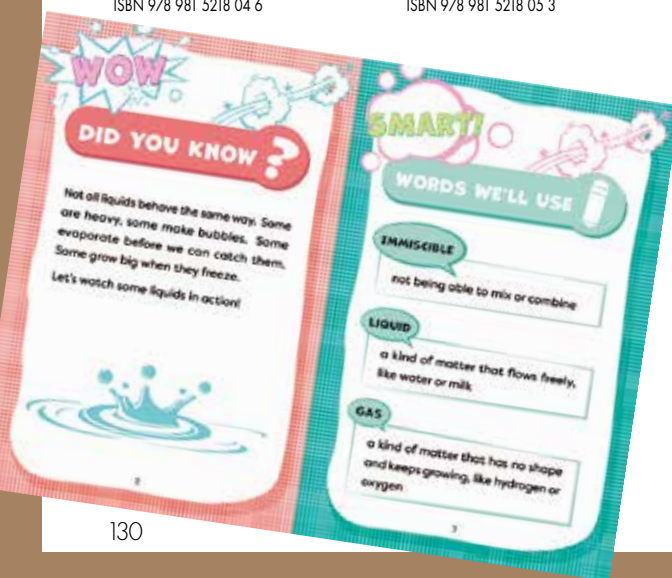 ISBN 978 981 5218 04 6
ISBN 978 981 5218 05 3
WOW
DID YOU KNOW ?
Not all liquids behave the same way. Some
are heavy, some make bubbles. Some
evaporate before we can catch them.
Some grow big when they freeze.
Let's watch some liquids in action!
2
SMART!
WORDS WE'LL USE
IMMISCIBLE
not being able to mix or combine
LIQUID
a kind of matter that flows freely,
like water or milk
GAS
a kind of matter that has no shape
and keeps growing, like hydrogen or
oxygen
3
130